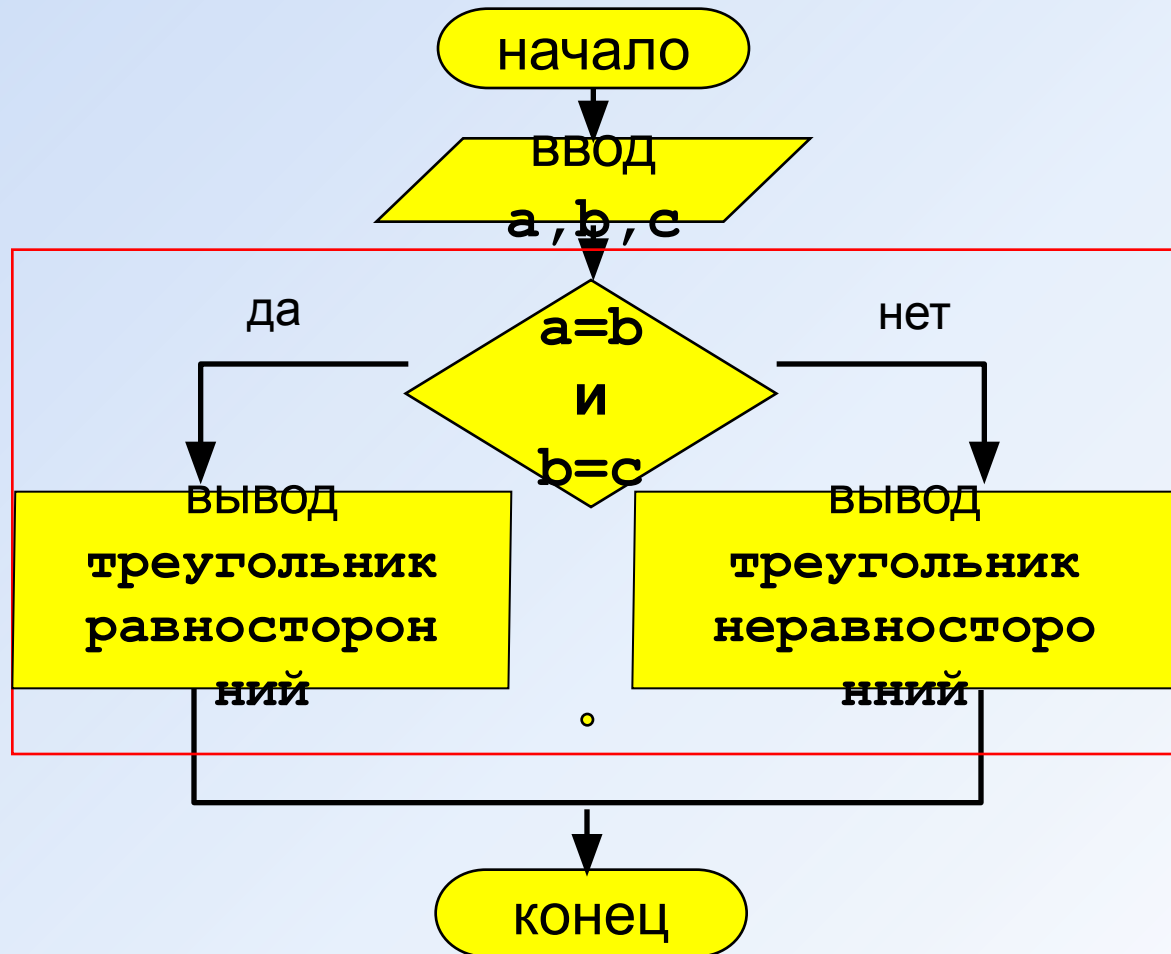 начало
ввод
a,b,c
да
нет
a=b
и
b=c
вывод
треугольник
равносторон
ний
вывод
треугольник
неравносторо
нний
конец